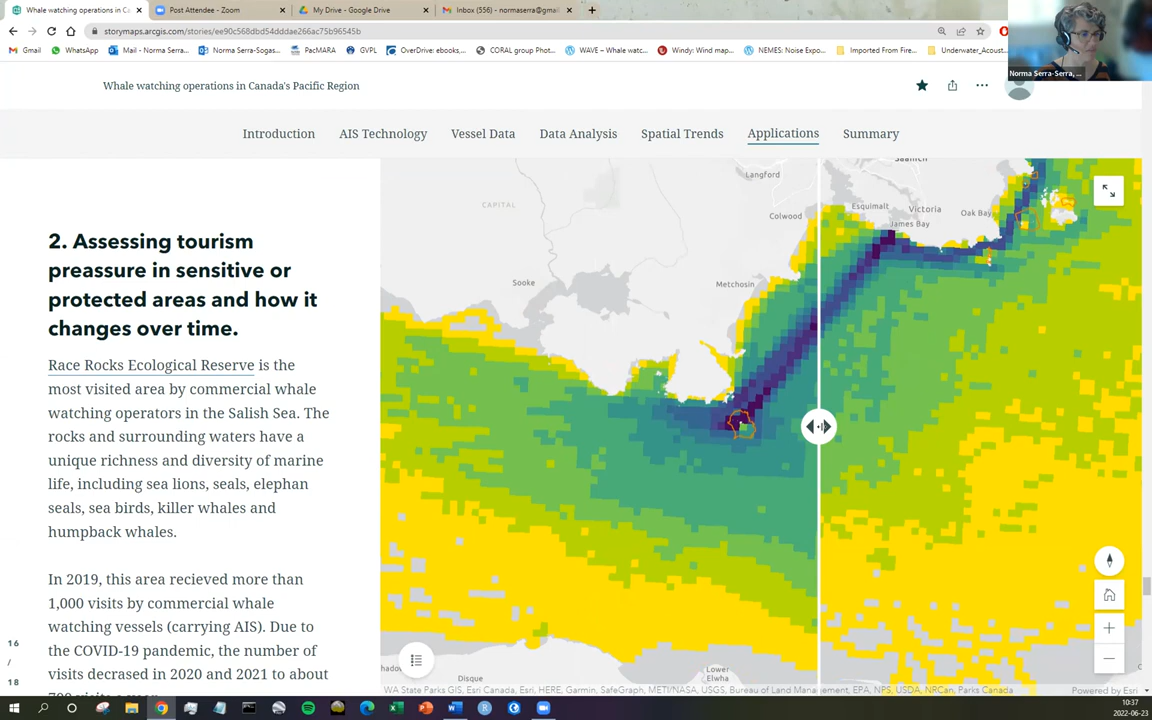 Whale watching operations in Ca
Post Attendee - Zoom
My Drive - Google Drive
Inbox (556) - normaserra@gmail
storymaps.arcgis.com/stories/ee90c568dbd54dddae266ac75b96545b
Gmail
WhatsApp
Mail - Norma Serra...
Norma Serra-Sogas...
PacMARA
GVPL
OverDrive: ebooks,...
CORAL group Phot...
WAVE – Whale watc...
Windy: Wind map...
NEMES: Noise Expo...
Imported From Fire...
Underwater_Acoust...
Norma Serra-Serra, ...
Whale watching operations in Canada's Pacific Region
Introduction
AIS Technology
Vessel Data
Data Analysis
Spatial Trends
Applications
Summary
2. Assessing tourism
preassure in sensitive or
protected areas and how it
changes over time.
Race Rocks Ecological Reserve is the
most visited area by commercial whale
watching operators in the Salish Sea. The
rocks and surrounding waters have a
unique richness and diversity of marine
life, including sea lions, seals, elephan
seals, sea birds, killer whales and
humpback whales.
In 2019, this area recieved more than
1,000 visits by commercial whale
watching vessels (carrying AIS). Due to
the COVID-19 pandemic, the number of
visits decrased in 2020 and 2021 to about
16
/
18
Saanich
Langford
CAPITAL
Esquimalt
Victoria
Oak Bay
Colwood
James Bay
Sooke
Metchosin
Disque
Lower
Elwha
WA State Parks GIS, Esri Canada, Esri, HERE, Garmin, SafeGraph, METI/NASA, USGS, Bureau of Land Mana
ement, EPA, NPS, USDA, NRCan, Parks Canada
Powered by Esri
10:37
2022-06-23